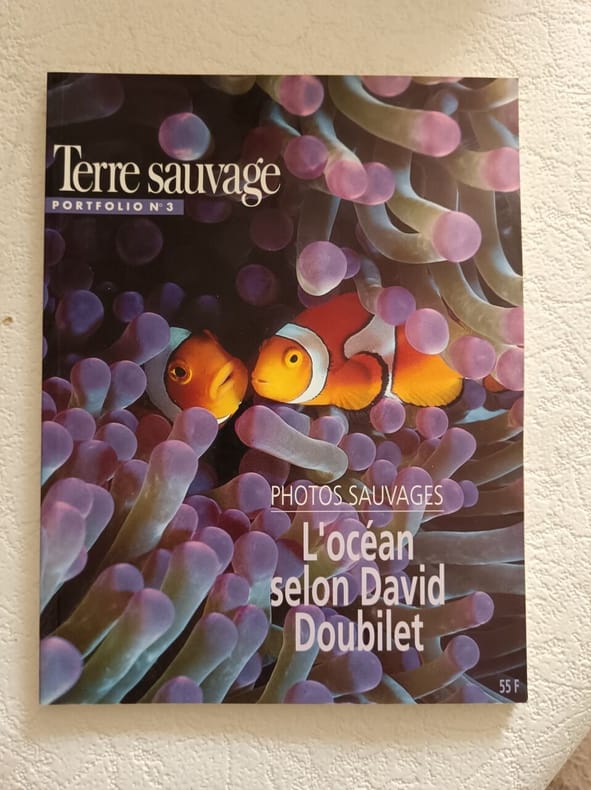 Terre sauvage
PORTFOLIO N° 3
PHOTOS SAUVAGES
L'océan
selon David
Doubilet
55 F